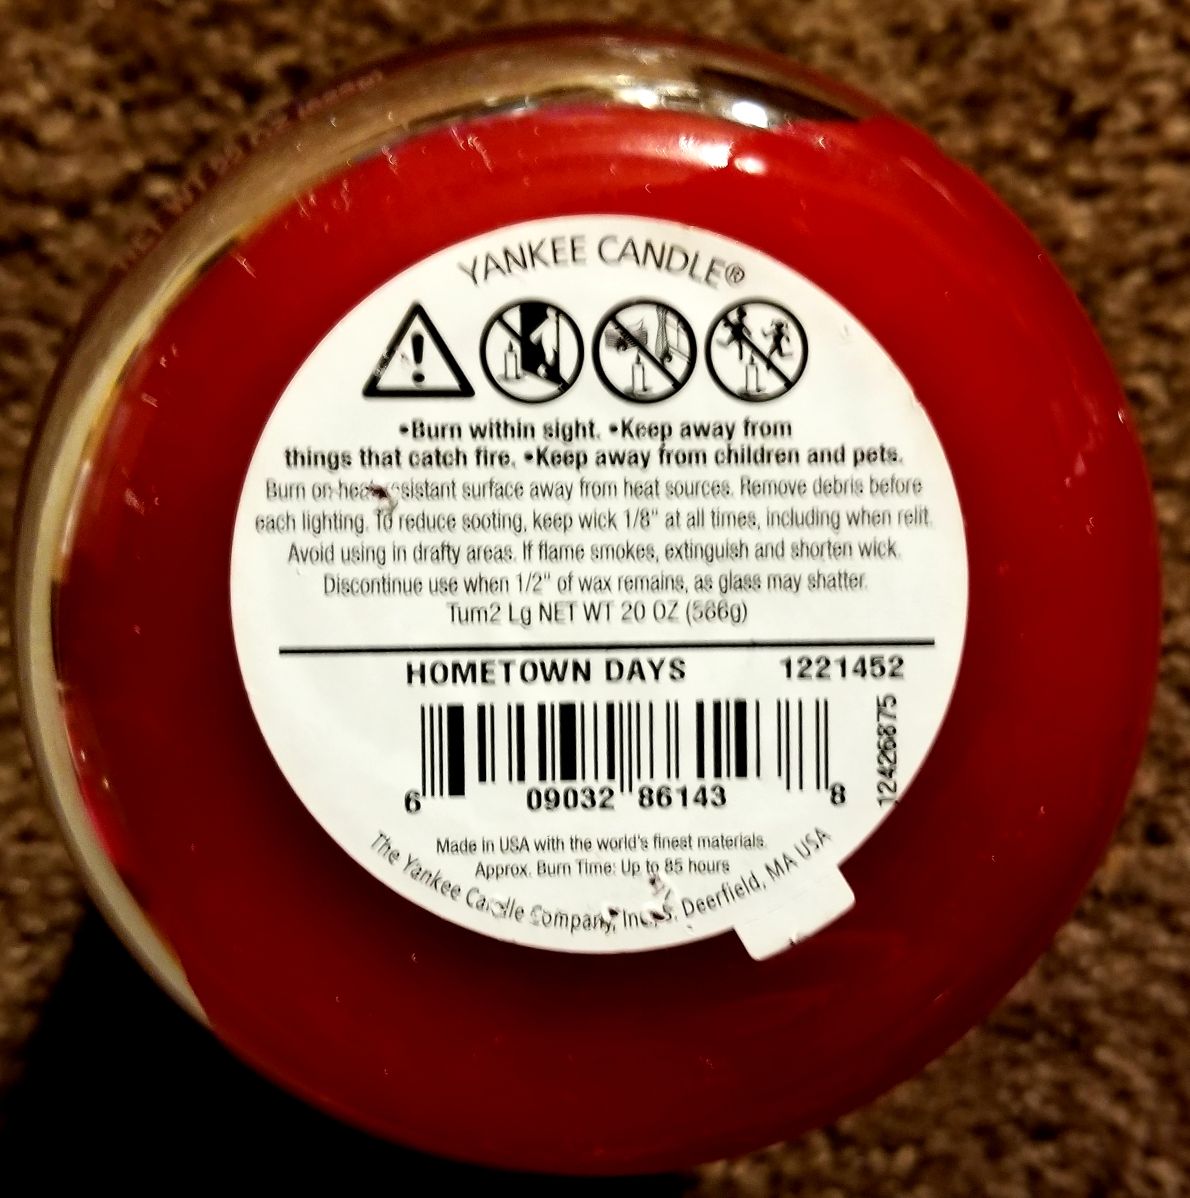 YANKEE CANDLE®
•Burn within sight. •Keep away from
things that catch fire. •Keep away from children and pets.
Burn on heat-resistant surface away from heat sources. Remove debris before
each lighting. To reduce sooting, keep wick 1/8" at all times, including when relit.
Avoid using in drafty areas. If flame smokes, extinguish and shorten wick.
Discontinue use when 1/2" of wax remains, as glass may shatter.
Tum2 Lg NET WT 20 OZ (566g)
HOMETOWN DAYS 1221452
12426875
6 09032 86143 8
Made in USA with the world's finest materials.
Approx. Burn Time: Up to 85 hours
The Yankee Candle Company, Inc., S. Deerfield, MA USA